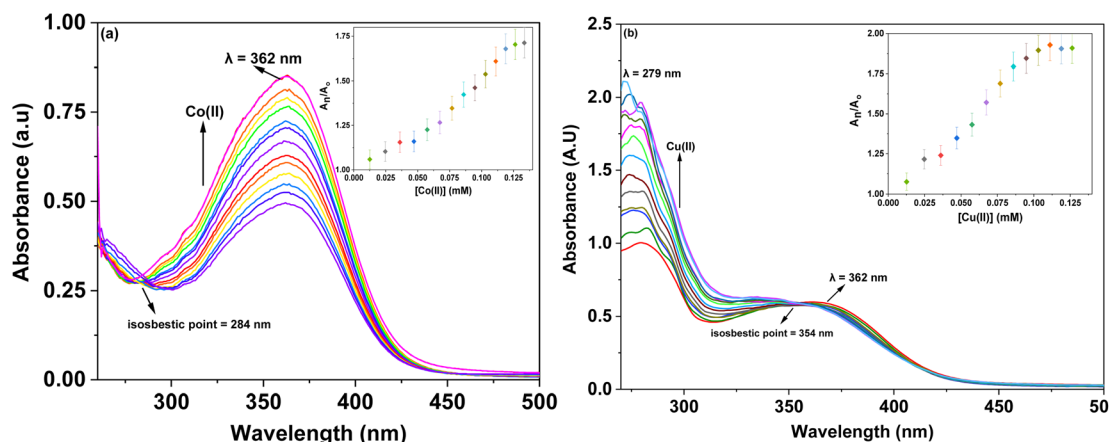 (a)
λ = 362 nm
Co(II)
isosbestic point = 284 nm
Absorbance (a.u)
1.00
0.75
0.50
0.25
0.00
300
350
400
450
500
Wavelength (nm)
An/Ao
1.75
1.50
1.25
1.00
0.000
0.025
0.050
0.075
0.100
0.125
[Co(II)] (mM)
(b)
λ = 279 nm
Cu(II)
λ = 362 nm
isosbestic point = 354 nm
Absorbance (A.U)
2.5
2.0
1.5
1.0
0.5
0.0
300
350
400
450
500
Wavelength (nm)
An/Ao
2.00
1.75
1.50
1.25
1.00
0.000
0.025
0.050
0.075
0.100
0.125
[Cu(II)] (mM)